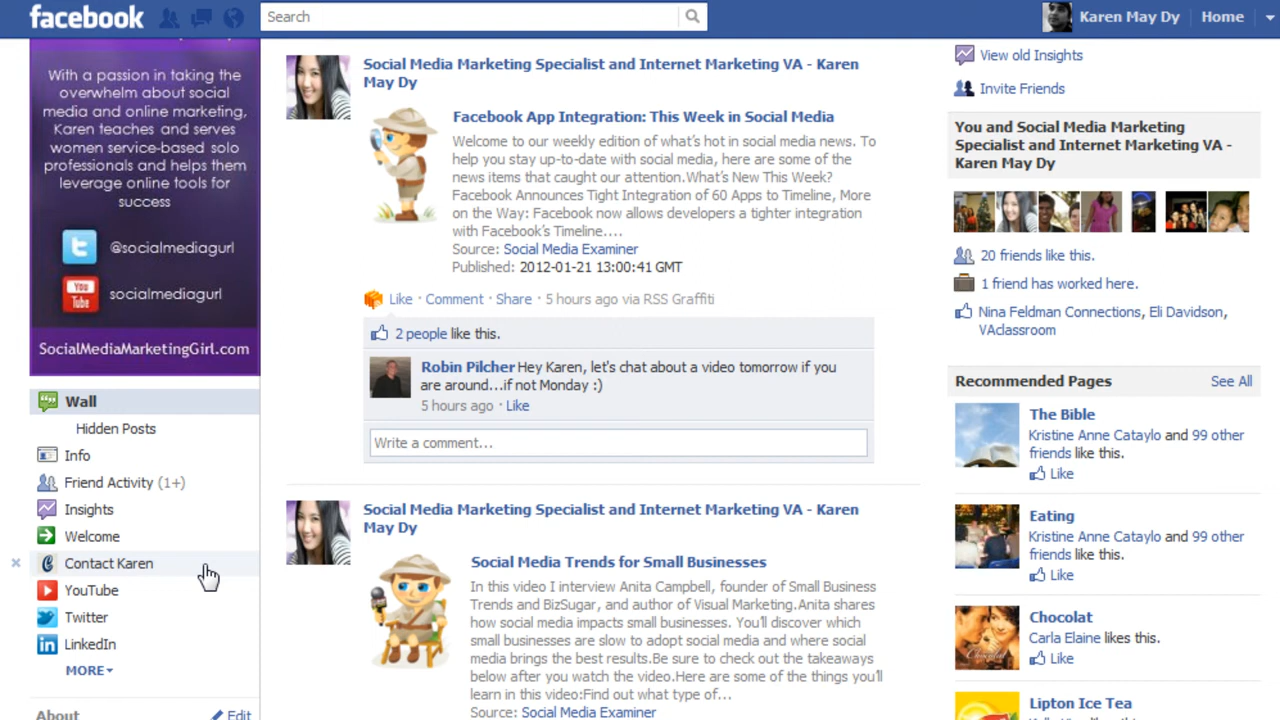 facebook
Search
Karen May Dy
Home
With a passion in taking the
overwhelm about social
media and online marketing,
Karen teaches and serves
women service-based solo
professionals and helps them
leverage online tools for
success
@socialmediagurl
You
Tube
socialmediagurl
SocialMediaMarketingGirl.com
Wall
Hidden Posts
Info
Friend Activity (1+)
Insights
Welcome
Contact Karen
YouTube
Twitter
LinkedIn
MORE
About
Edit
Social Media Marketing Specialist and Internet Marketing VA - Karen
May Dy
Facebook App Integration: This Week in Social Media
Welcome to our weekly edition of what's hot in social media news. To
help you stay up-to-date with social media, here are some of the
news items that caught our attention.What's New This Week?
Facebook Announces Tight Integration of 60 Apps to Timeline, More
on the Way: Facebook now allows developers a tighter integration
with Facebook's Timeline....
Source: Social Media Examiner
Published: 2012-01-21 13:00:41 GMT
Like · Comment · Share · 5 hours ago via RSS Graffiti
2 people like this.
Robin Pilcher Hey Karen, let's chat about a video tomorrow if you
are around...if not Monday :)
5 hours ago · Like
Write a comment...
Social Media Marketing Specialist and Internet Marketing VA - Karen
May Dy
Social Media Trends for Small Businesses
In this video I interview Anita Campbell, founder of Small Business
Trends and BizSugar, and author of Visual Marketing.Anita shares
how social media impacts small businesses. You'll discover which
small businesses are slow to adopt social media and where social
media brings the best results.Be sure to check out the takeaways
below after you watch the video.Here are some of the things you'll
learn in this video:Find out what type of...
Source: Social Media Examiner
View old Insights
Invite Friends
You and Social Media Marketing
Specialist and Internet Marketing VA -
Karen May Dy
20 friends like this.
1 friend has worked here.
Nina Feldman Connections, Eli Davidson,
VAclassroom
Recommended Pages
See All
The Bible
Kristine Anne Cataylo and 99 other
friends like this.
Like
Eating
Kristine Anne Cataylo and 99 other
friends like this.
Like
Chocolat
Carla Elaine likes this.
Like
Lipton Ice Tea